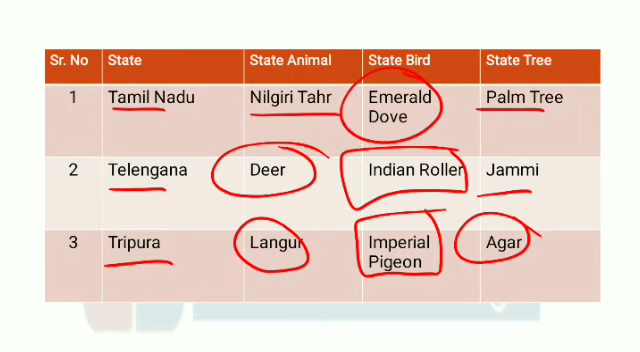 Sr. No State State Animal State Bird State Tree
1 Tamil Nadu Nilgiri Tahr Emerald Dove Palm Tree
2 Telengana Deer Indian Roller Jammi
3 Tripura Langur Imperial Pigeon Agar